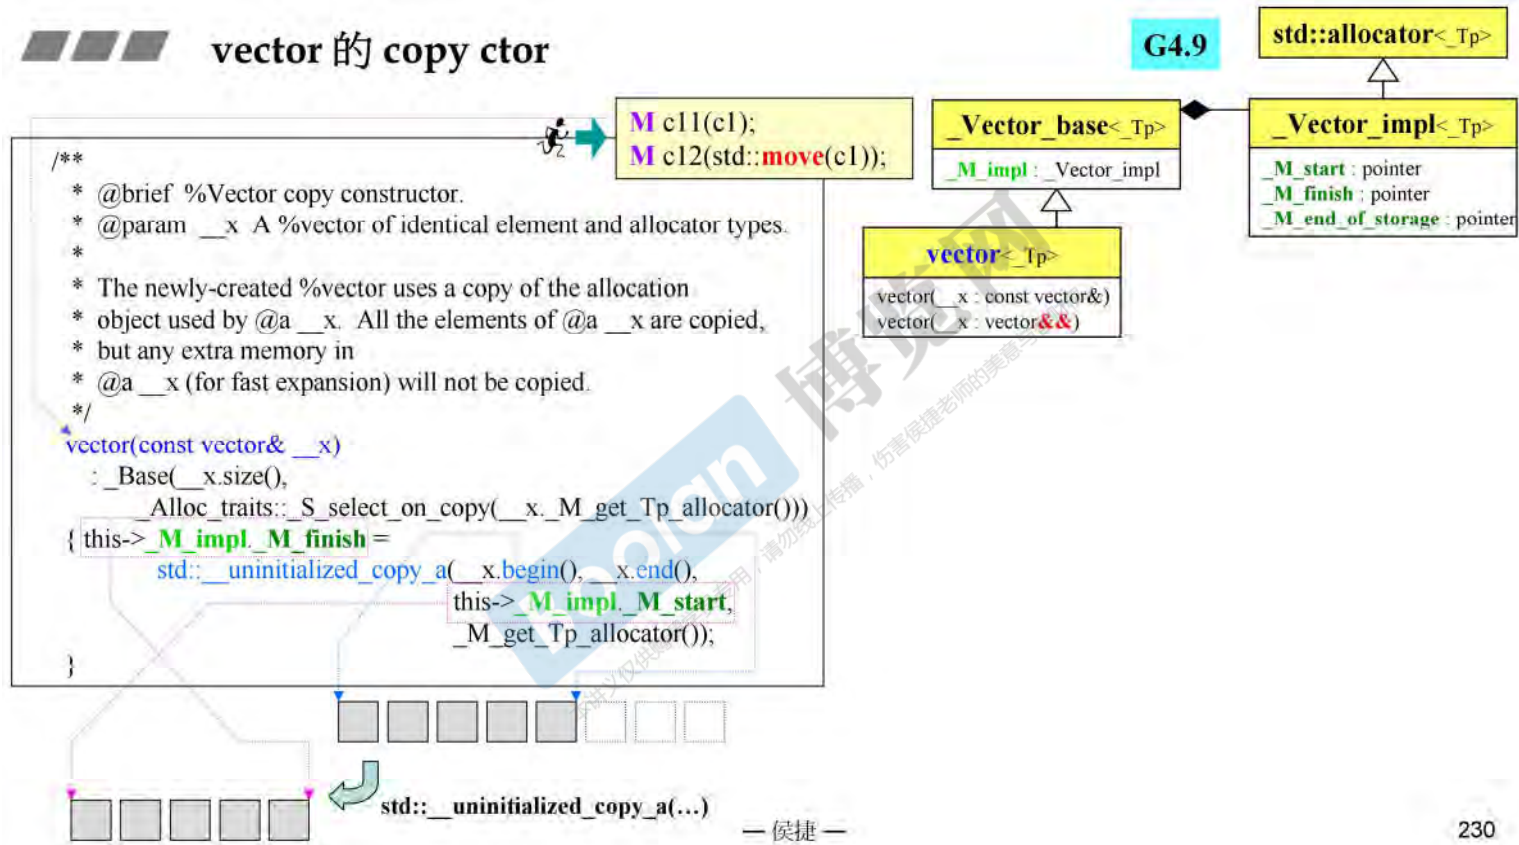 vector 的 copy ctor
G4.9
std::allocator<_Tp>
M c11(c1);
M c12(std::move(c1));
_Vector_base<_Tp>
_M_impl : _Vector_impl
_Vector_impl<_Tp>
_M_start : pointer
_M_finish : pointer
_M_end_of_storage : pointer
vector<_Tp>
vector(__x : const vector&)
vector(__x : vector&&)
/**
* @brief %Vector copy constructor.
* @param __x A %vector of identical element and allocator types.
*
* The newly-created %vector uses a copy of the allocation
* object used by @a __x. All the elements of @a __x are copied,
* but any extra memory in
* @a __x (for fast expansion) will not be copied.
*/
vector(const vector& __x)
: _Base(__x.size(),
_Alloc_traits::_S_select_on_copy(__x._M_get_Tp_allocator()))
{ this->_M_impl._M_finish =
std::__uninitialized_copy_a(__x.begin(), __x.end(),
this->_M_impl._M_start,
_M_get_Tp_allocator());
}
std::__uninitialized_copy_a(…)
Boolan
博览网
— 侯捷 —
230